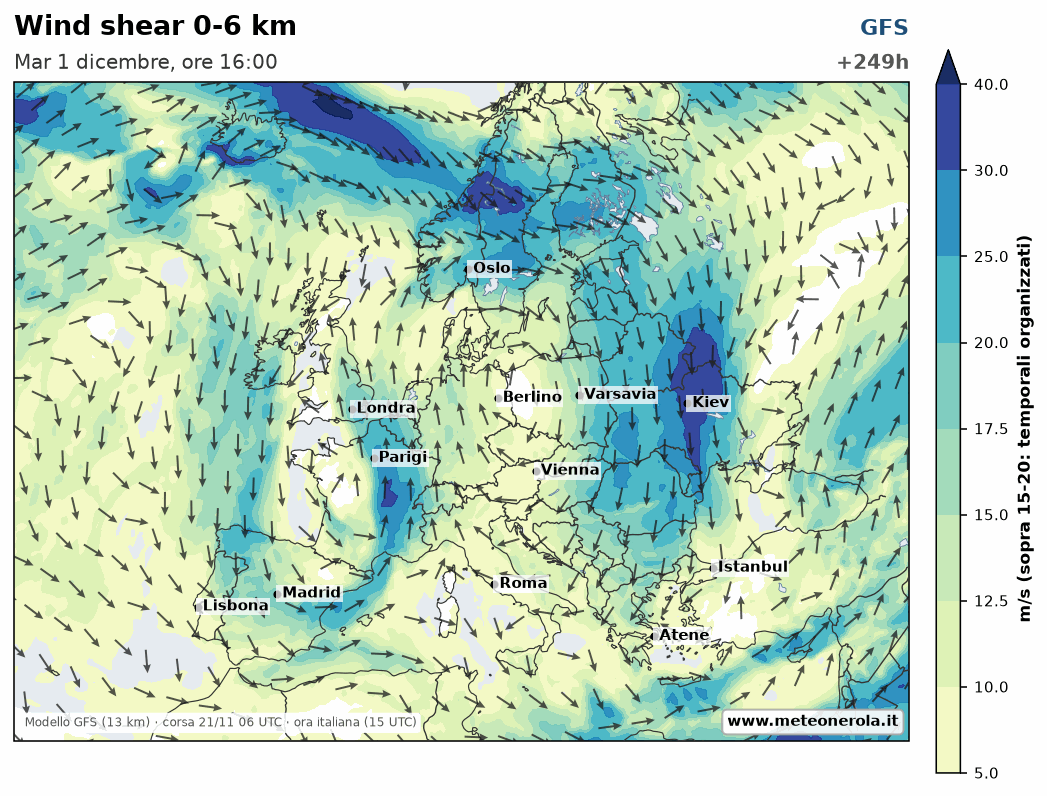 Wind shear 0-6 km
GFS
Mar 1 dicembre, ore 16:00
+249h
40.0
30.0
25.0
20.0
17.5
15.0
12.5
10.0
5.0
m/s (sopra 15-20: temporali organizzati)
Oslo
Berlino
Varsavia
Kiev
Londra
Parigi
Vienna
Istanbul
Roma
Madrid
Lisbona
Atene
Modello GFS (13 km) · corsa 21/11 06 UTC · ora italiana (15 UTC)
www.meteonerola.it